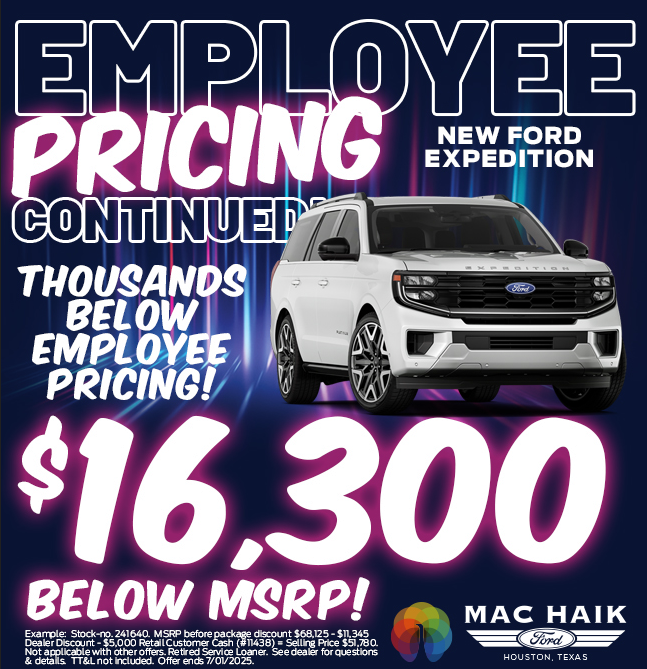 EMPLOYEE
PRICING
CONTINUED!
NEW FORD
EXPEDITION
THOUSANDS
BELOW
EMPLOYEE
PRICING!
EXPEDITION
Ford
$16,300
BELOW MSRP!
Example: Stock-no. 241640. MSRP before package discount $68,125 - $11,345
Dealer Discount - $5,000 Retail Customer Cash (#11438) = Selling Price $51,780.
Not applicable with other offers. Retired Service Loaner. See dealer for questions
& details. TT&L not included. Offer ends 7/01/2025.
MAC HAIK
Ford
HOUSTON, TEXAS